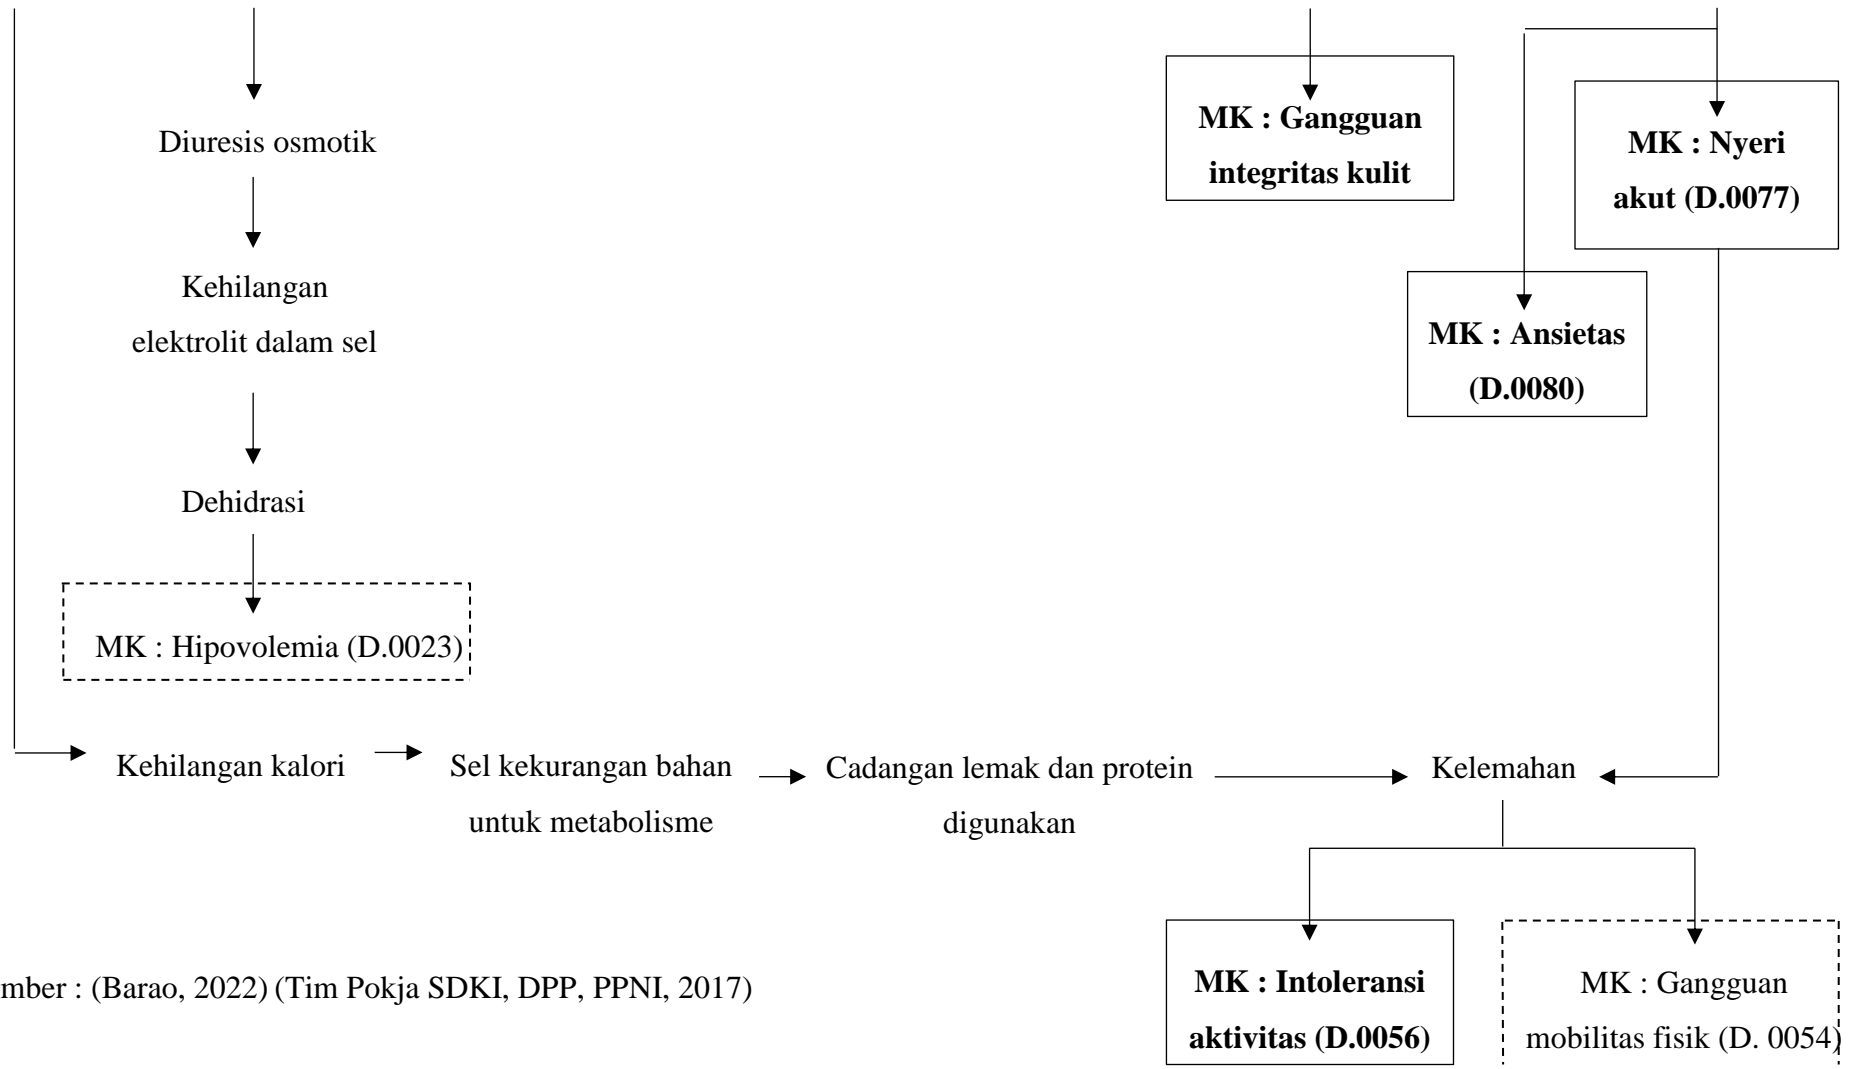 Diuresis osmotik
Kehilangan
elektrolit dalam sel
Dehidrasi
MK : Hipovolemia (D.0023)
MK : Gangguan
integritas kulit
MK : Nyeri
akut (D.0077)
MK : Ansietas
(D.0080)
Kehilangan kalori
Sel kekurangan bahan
untuk metabolisme
Cadangan lemak dan protein
digunakan
Kelemahan
MK : Intoleransi
aktivitas (D.0056)
MK : Gangguan
mobilitas fisik (D. 0054)
mber : (Barao, 2022) (Tim Pokja SDKI, DPP, PPNI, 2017)